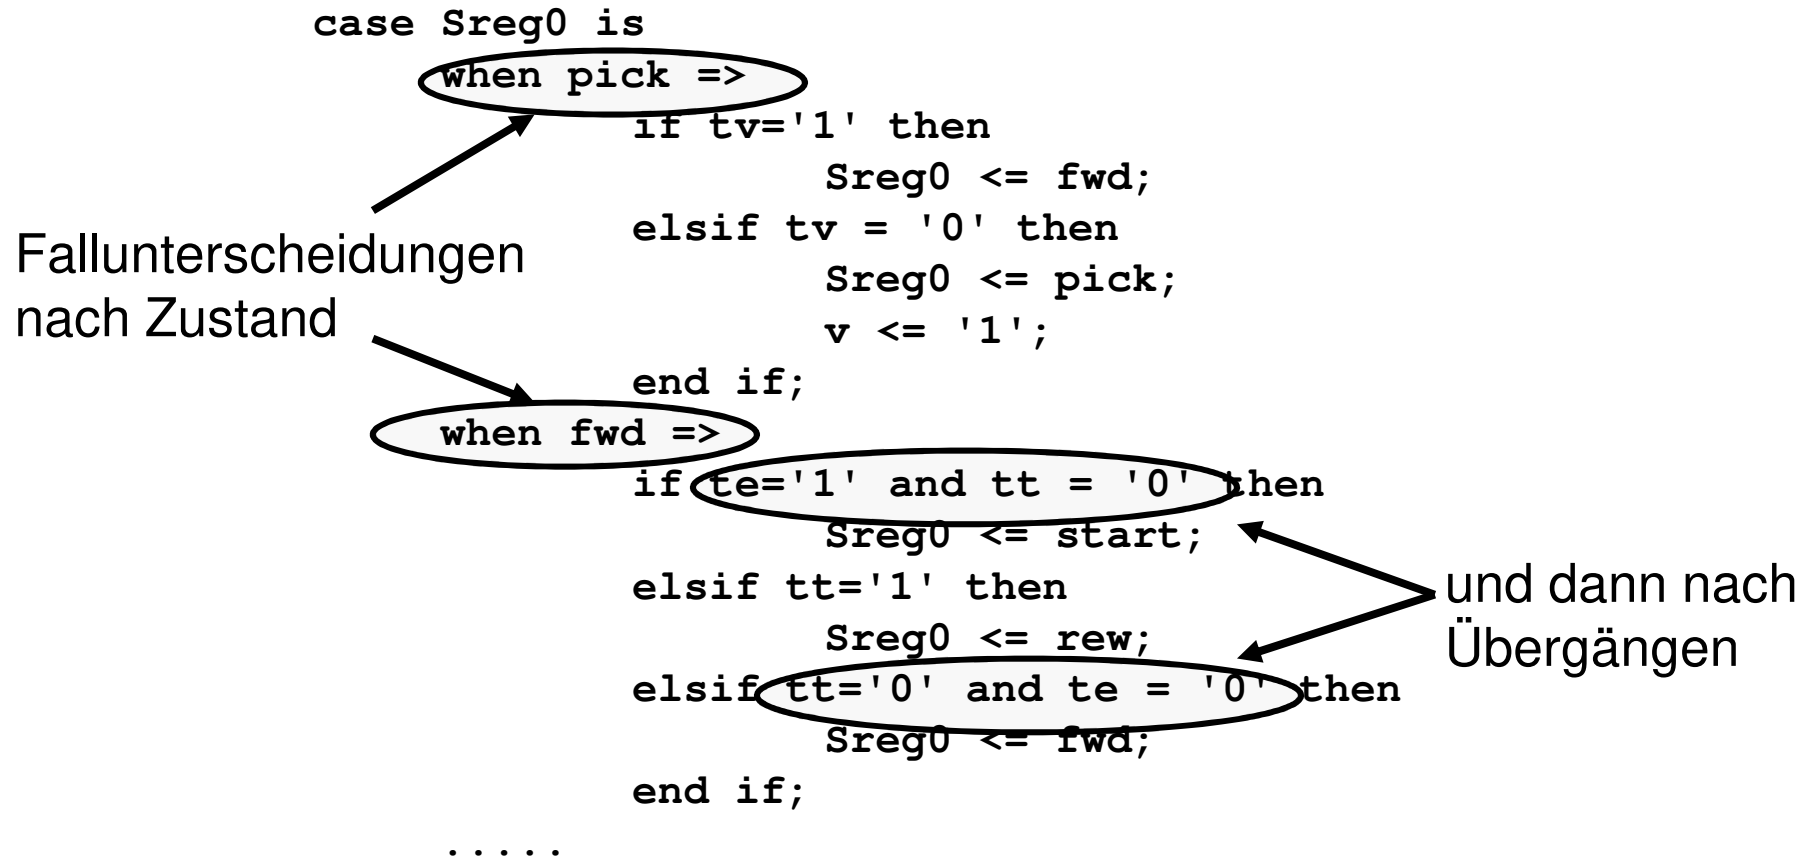 case Sreg0 is
when pick =>
if tv='1' then
Sreg0 <= fwd;
elsif tv = '0' then
Sreg0 <= pick;
v <= '1';
end if;
when fwd =>
if te='1' and tt = '0' then
Sreg0 <= start;
elsif tt='1' then
Sreg0 <= rew;
elsif tt='0' and te = '0' then
Sreg0 <= fwd;
end if;
.....
Fallunterscheidungen
nach Zustand
und dann nach
Übergängen